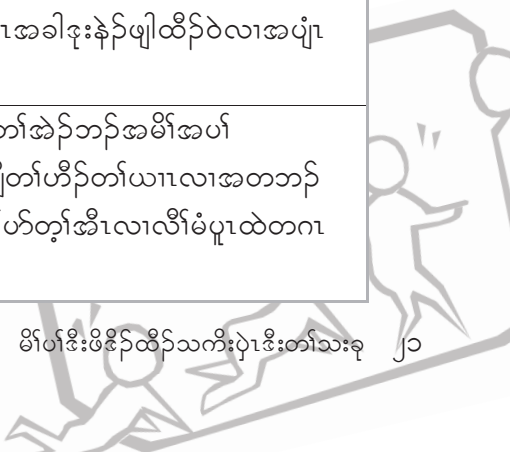 အခါဒုးနဲၣ်ဖျါထီၣ်ဝဲလၢအပျံၤ
တၢ်အဲၣ်ဘၣ်အမိၢ်အပၢ်
တၢ်ဟီၣ်တၢ်ယၢၤလၢအတဘၣ်
ဟ်တ့ၢ်အီၤလၢလီၢ်မံပူၤထဲတဂၤ
မိၢ်ပၢ်ဒီးဖိဒိၣ်ထီၣ်သကိးပှဲၤဒီးတၢ်သးခု ၂၁